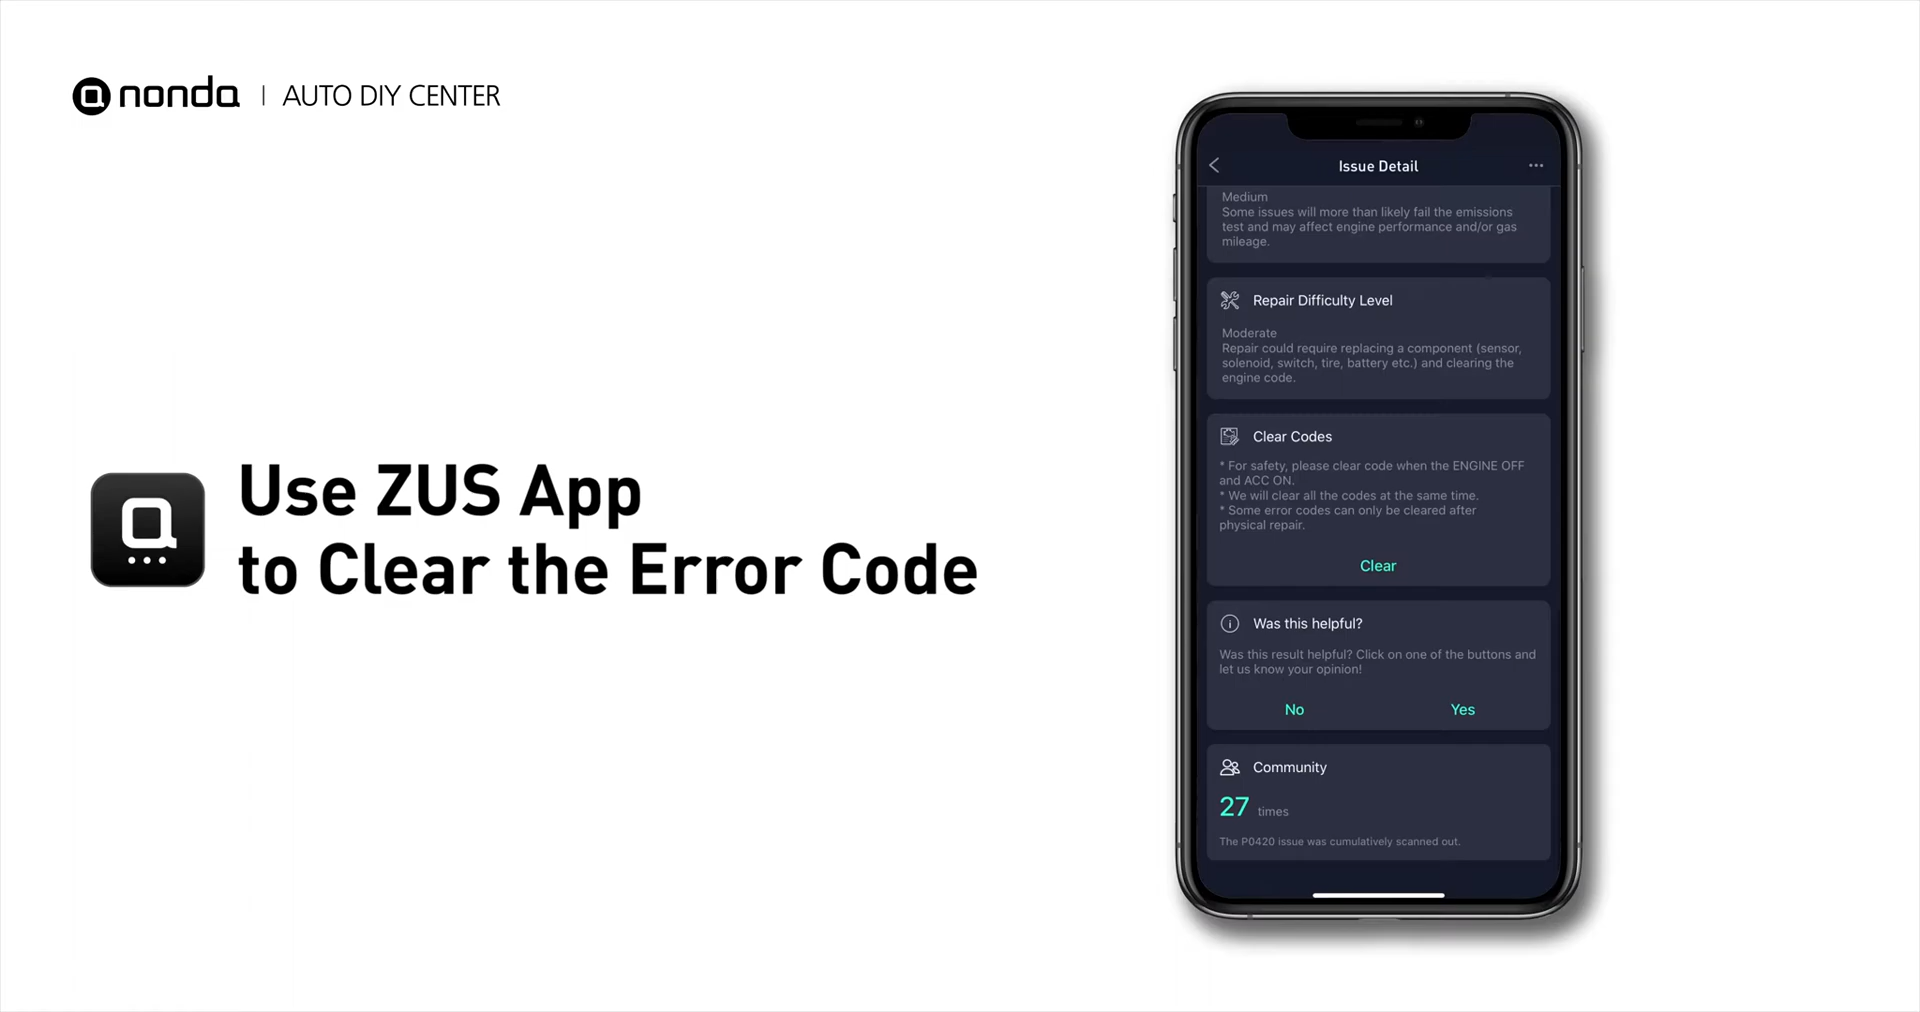 nonda | AUTO DIY CENTER
Use ZUS App
to Clear the Error Code
Issue Detail
Medium
Some issues will more than likely fail the emissions
test and may affect engine performance and/or gas
mileage.
Repair Difficulty Level
Moderate
Repair could require replacing a component (sensor,
solenoid, switch, tire, battery etc.) and clearing the
engine code.
Clear Codes
* For safety, please clear code when the ENGINE OFF
and ACC ON.
* We will clear all the codes at the same time.
* Some error codes can only be cleared after
physical repair.
Clear
Was this helpful?
Was this result helpful? Click on one of the buttons and
let us know your opinion!
No Yes
Community
27 times
The P0420 issue was cumulatively scanned out.